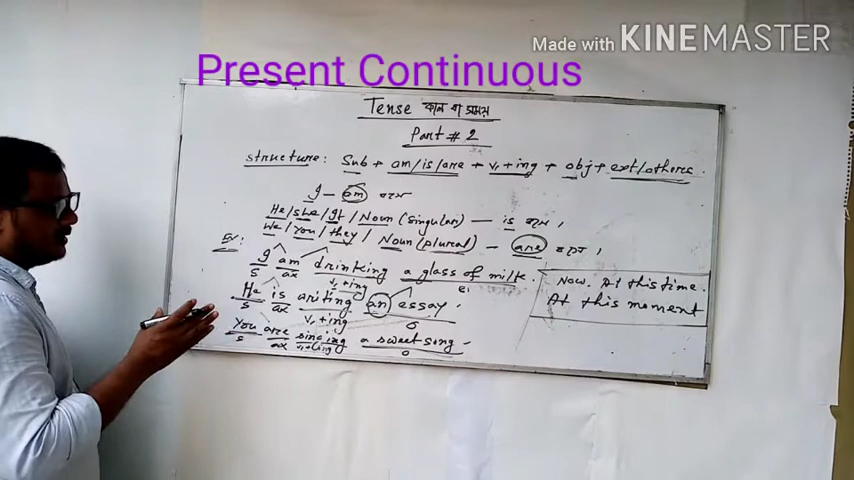 Made with KINEMASTER
Present Continuous
Tense কাল বা সময়
Part # 2
structure: Sub + am/is/are + v₁+ing + obj + ext/others.
I - am বসে
He/she/It/Noun (singular) — is বসে।
We/You/they/Noun (plural) - are বসে।
Ex:
I am drinking a glass of milk.
s ax v₁+ing
He is writing an essay.
s ax v₁+ing o
You are singing a sweet song.
s ax v₁+ing o
Now. At this time.
At this moment